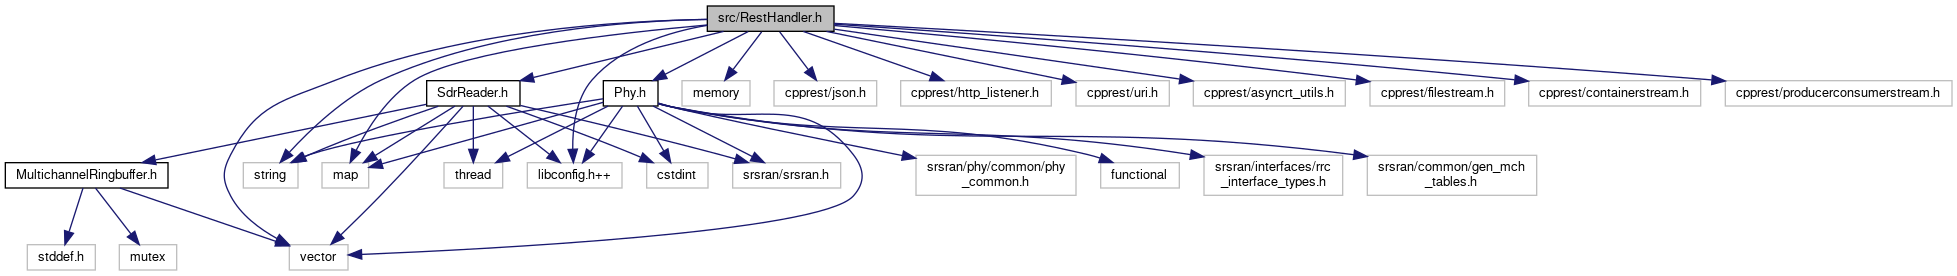 src/RestHandler.h
SdrReader.h
Phy.h
memory
cpprest/json.h
cpprest/http_listener.h
cpprest/uri.h
cpprest/asyncrt_utils.h
cpprest/filestream.h
cpprest/containerstream.h
cpprest/producerconsumerstream.h
MultichannelRingbuffer.h
string
map
thread
libconfig.h++
cstdint
srsran/srsran.h
srsran/phy/common/phy
_common.h
functional
srsran/interfaces/rrc
_interface_types.h
srsran/common/gen_mch
_tables.h
stddef.h
mutex
vector